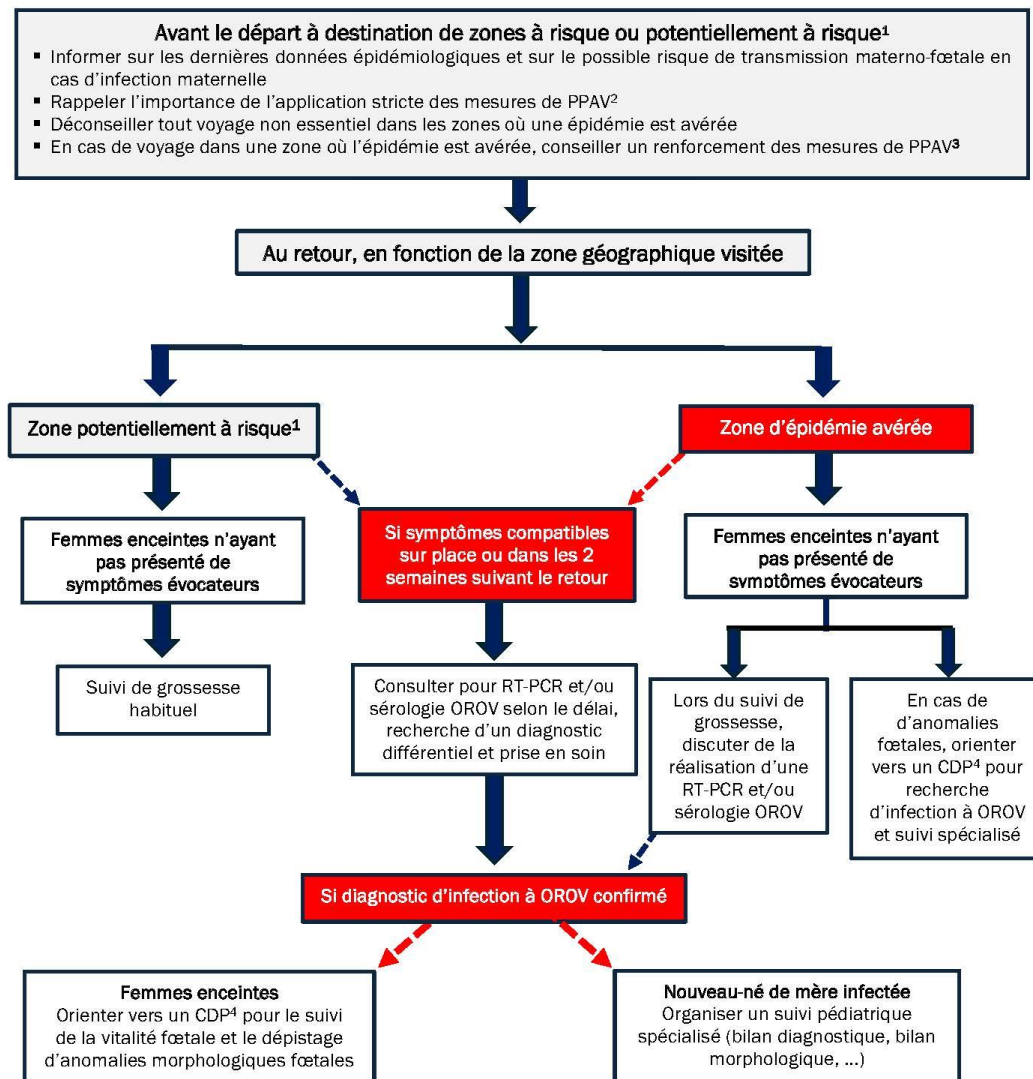 Avant le départ à destination de zones à risque ou potentiellement à risque¹
▪ Informer sur les dernières données épidémiologiques et sur le possible risque de transmission materno-fœtale en
cas d'infection maternelle
▪ Rappeler l'importance de l'application stricte des mesures de PPAV²
▪ Déconseiller tout voyage non essentiel dans les zones où une épidémie est avérée
▪ En cas de voyage dans une zone où l'épidémie est avérée, conseiller un renforcement des mesures de PPAV³
Au retour, en fonction de la zone géographique visitée
Zone potentiellement à risque¹
Zone d'épidémie avérée
Femmes enceintes n'ayant
pas présenté de
symptômes évocateurs
Si symptômes compatibles
sur place ou dans les 2
semaines suivant le retour
Femmes enceintes n'ayant
pas présenté de
symptômes évocateurs
Suivi de grossesse
habituel
Consulter pour RT-PCR et/ou
sérologie OROV selon le délai,
recherche d'un diagnostic
différentiel et prise en soin
Lors du suivi de
grossesse,
discuter de la
réalisation d'une
RT-PCR et/ou
sérologie OROV
En cas de
d'anomalies
fœtales, orienter
vers un CDP⁴ pour
recherche
d'infection à OROV
et suivi spécialisé
Si diagnostic d'infection à OROV confirmé
Femmes enceintes
Orienter vers un CDP⁴ pour le suivi
de la vitalité fœtale et le dépistage
d'anomalies morphologiques fœtales
Nouveau-né de mère infectée
Organiser un suivi pédiatrique
spécialisé (bilan diagnostique, bilan
morphologique, ...)